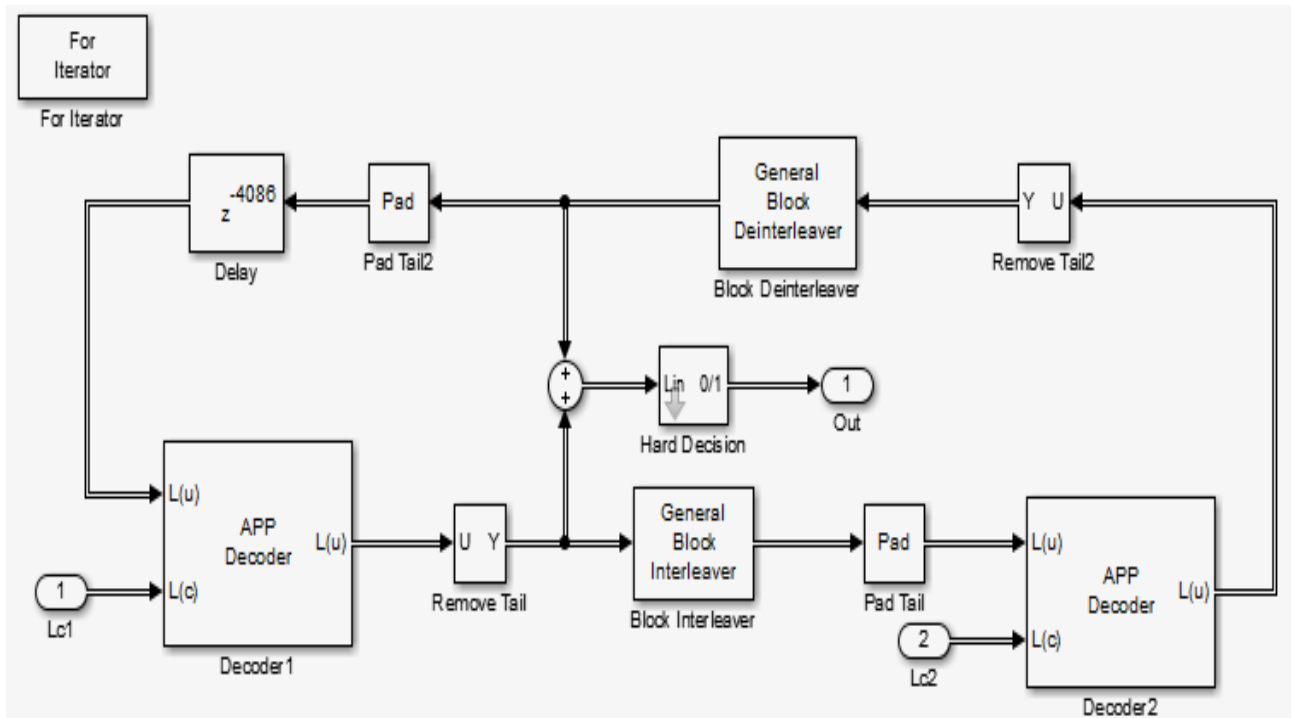 For
Iterator
For Iterator
-4086
z
Delay
Pad
Pad Tail2
General
Block
Deinterleaver
Block Deinterleaver
Y U
Remove Tail2
+
+
Lin 0/1
Hard Decision
1
Out
L(u)
APP
Decoder
L(u)
L(c)
Decoder1
1
Lc1
U Y
Remove Tail
General
Block
Interleaver
Block Interleaver
Pad
Pad Tail
L(u)
APP
Decoder
L(u)
L(c)
Decoder2
2
Lc2